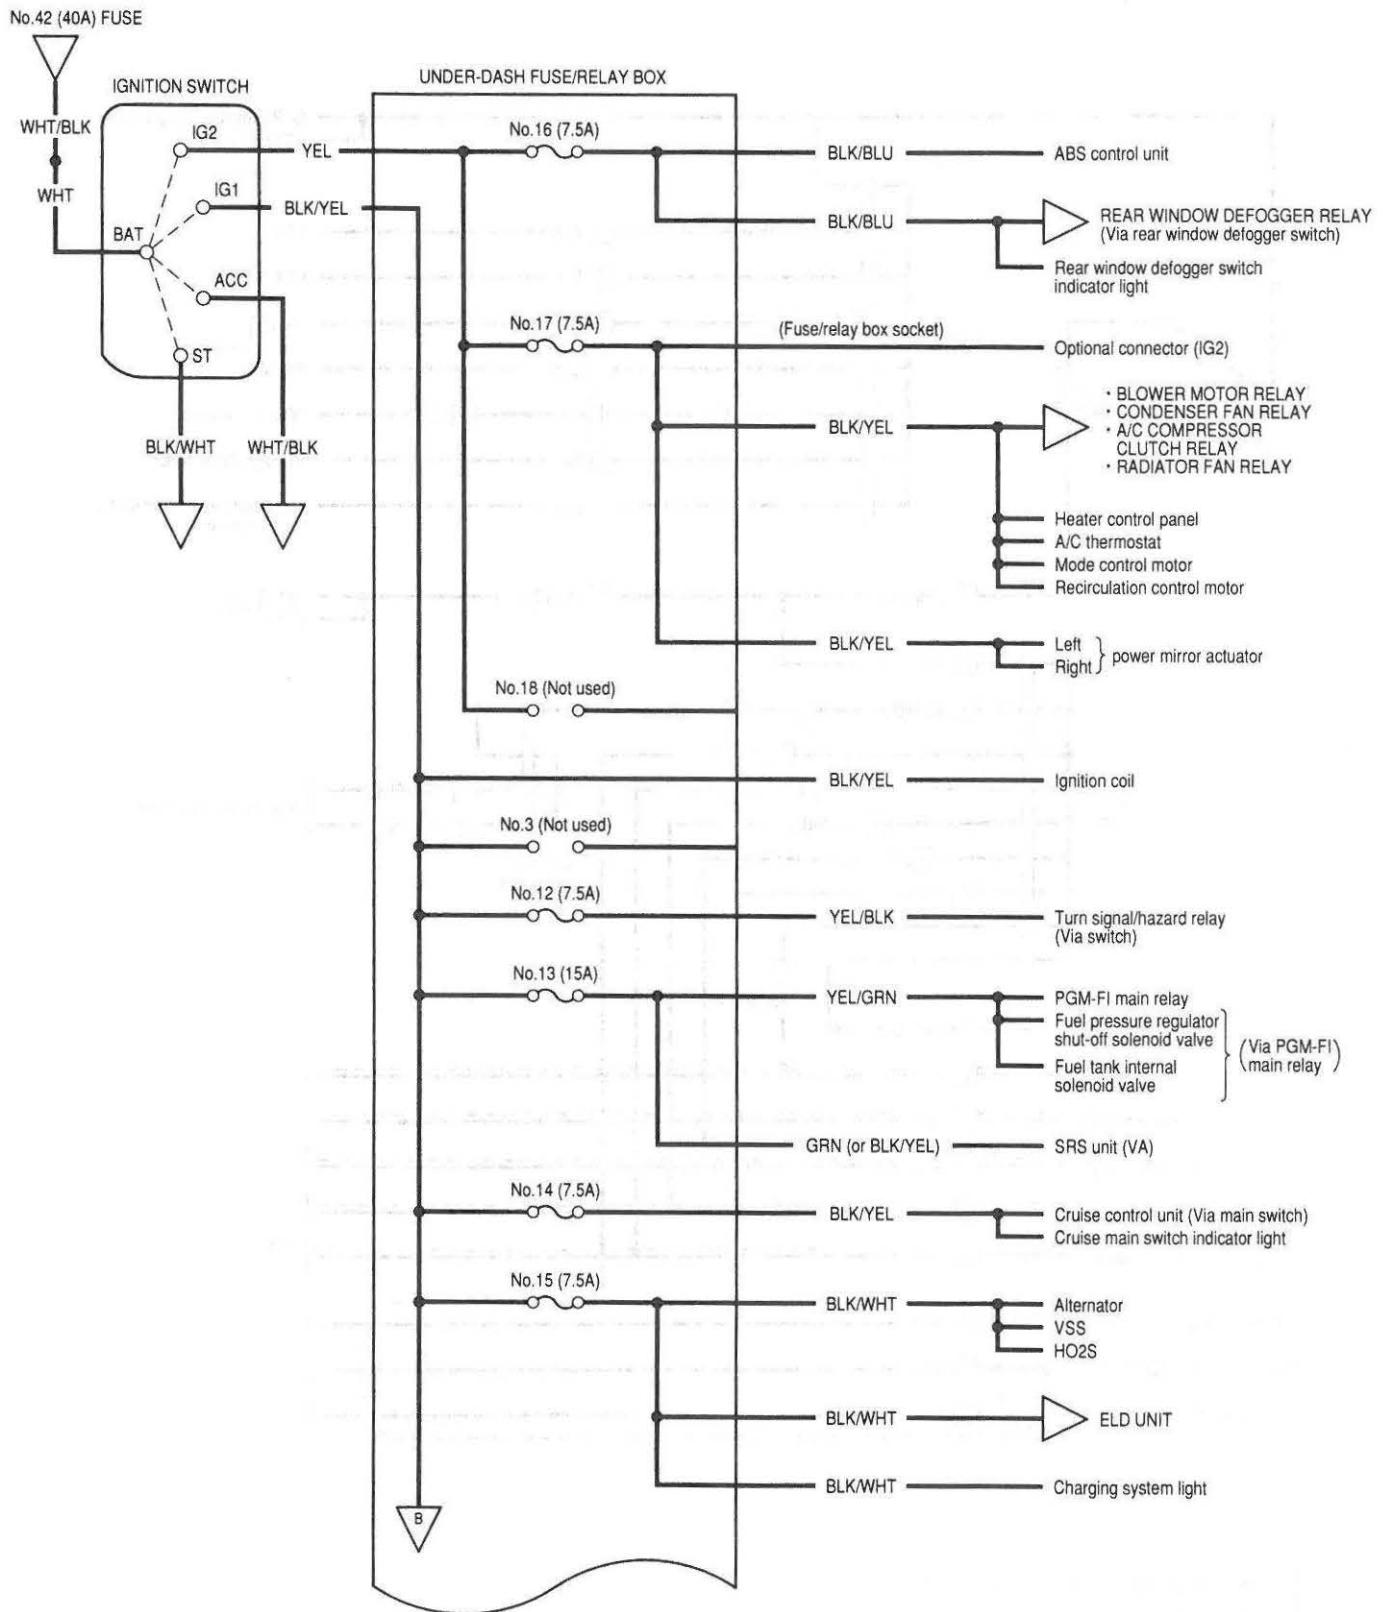 No.42 (40A) FUSE
UNDER-DASH FUSE/RELAY BOX
IGNITION SWITCH
WHT/BLK
IG2
YEL
No.16 (7.5A)
BLK/BLU
ABS control unit
WHT
IG1
BLK/YEL
BLK/BLU
REAR WINDOW DEFOGGER RELAY
(Via rear window defogger switch)
BAT
Rear window defogger switch
indicator light
ACC
No.17 (7.5A)
(Fuse/relay box socket)
Optional connector (IG2)
ST
· BLOWER MOTOR RELAY
· CONDENSER FAN RELAY
· A/C COMPRESSOR
CLUTCH RELAY
· RADIATOR FAN RELAY
BLK/YEL
BLK/WHT
WHT/BLK
Heater control panel
A/C thermostat
Mode control motor
Recirculation control motor
BLK/YEL
Left
Right
power mirror actuator
No.18 (Not used)
BLK/YEL
Ignition coil
No.3 (Not used)
No.12 (7.5A)
YEL/BLK
Turn signal/hazard relay
(Via switch)
No.13 (15A)
YEL/GRN
PGM-FI main relay
Fuel pressure regulator
shut-off solenoid valve
Fuel tank internal
solenoid valve
(Via PGM-FI
main relay)
GRN (or BLK/YEL)
SRS unit (VA)
No.14 (7.5A)
BLK/YEL
Cruise control unit (Via main switch)
Cruise main switch indicator light
No.15 (7.5A)
BLK/WHT
Alternator
VSS
HO2S
BLK/WHT
ELD UNIT
BLK/WHT
Charging system light
B